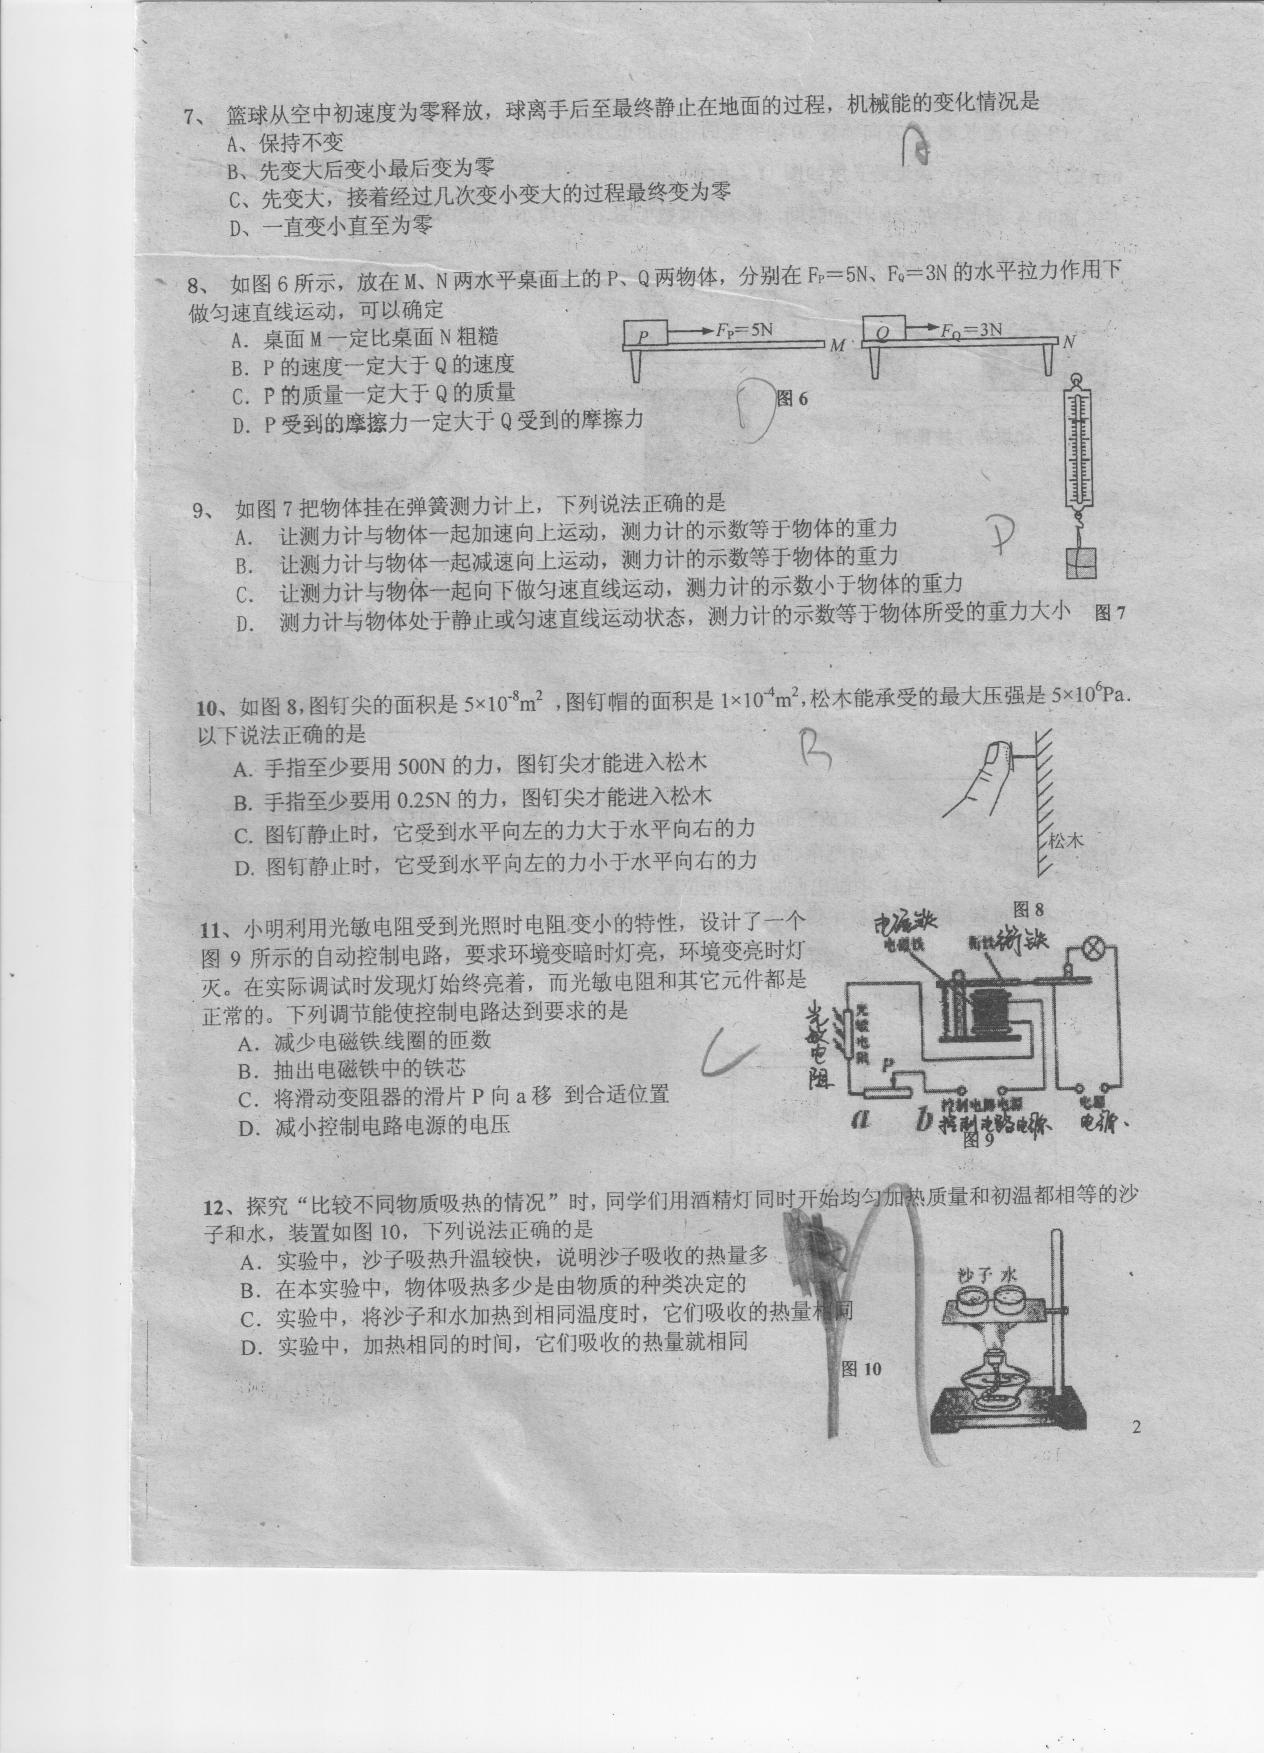 7、 篮球从空中初速度为零释放，球离手后至最终静止在地面的过程，机械能的变化情况是
A、保持不变
B、先变大后变小最后变为零
C、先变大，接着经过几次变小变大的过程最终变为零
D、一直变小直至为零
8、 如图6所示，放在M、N两水平桌面上的P、Q两物体，分别在FP＝5N、FQ＝3N的水平拉力作用下
做匀速直线运动，可以确定
A．桌面M一定比桌面N粗糙
B．P的速度一定大于Q的速度
C．P的质量一定大于Q的质量
D．P受到的摩擦力一定大于Q受到的摩擦力
P FP＝5N M Q FQ＝3N N
D 图6
9、 如图7把物体挂在弹簧测力计上，下列说法正确的是
A． 让测力计与物体一起加速向上运动，测力计的示数等于物体的重力
B． 让测力计与物体一起减速向上运动，测力计的示数等于物体的重力
C． 让测力计与物体一起向下做匀速直线运动，测力计的示数小于物体的重力
D． 测力计与物体处于静止或匀速直线运动状态，测力计的示数等于物体所受的重力大小 图7
D
10、如图8,图钉尖的面积是5×10⁻⁸m² ,图钉帽的面积是1×10⁻⁴m²,松木能承受的最大压强是5×10⁶Pa.
以下说法正确的是
A. 手指至少要用500N的力，图钉尖才能进入松木
B. 手指至少要用0.25N的力，图钉尖才能进入松木
C. 图钉静止时，它受到水平向左的力大于水平向右的力
D. 图钉静止时，它受到水平向左的力小于水平向右的力
B
松木
图8
11、小明利用光敏电阻受到光照时电阻变小的特性，设计了一个
图9所示的自动控制电路，要求环境变暗时灯亮，环境变亮时灯
灭。在实际调试时发现灯始终亮着，而光敏电阻和其它元件都是
正常的。下列调节能使控制电路达到要求的是
A．减少电磁铁线圈的匝数
B．抽出电磁铁中的铁芯
C．将滑动变阻器的滑片P向a移 到合适位置
D．减小控制电路电源的电压
C
电磁铁 衔铁
电磁铁 衔铁
光敏电阻
光敏电阻
P
a b
控制电路电源 电源
控制电路电源 电源
图9
12、探究“比较不同物质吸热的情况”时,同学们用酒精灯同时开始均匀加热质量和初温都相等的沙
子和水，装置如图10，下列说法正确的是
A．实验中，沙子吸热升温较快，说明沙子吸收的热量多
B．在本实验中，物体吸热多少是由物质的种类决定的
C．实验中，将沙子和水加热到相同温度时，它们吸收的热量相同
D．实验中，加热相同的时间，它们吸收的热量就相同
沙子 水
图10
2